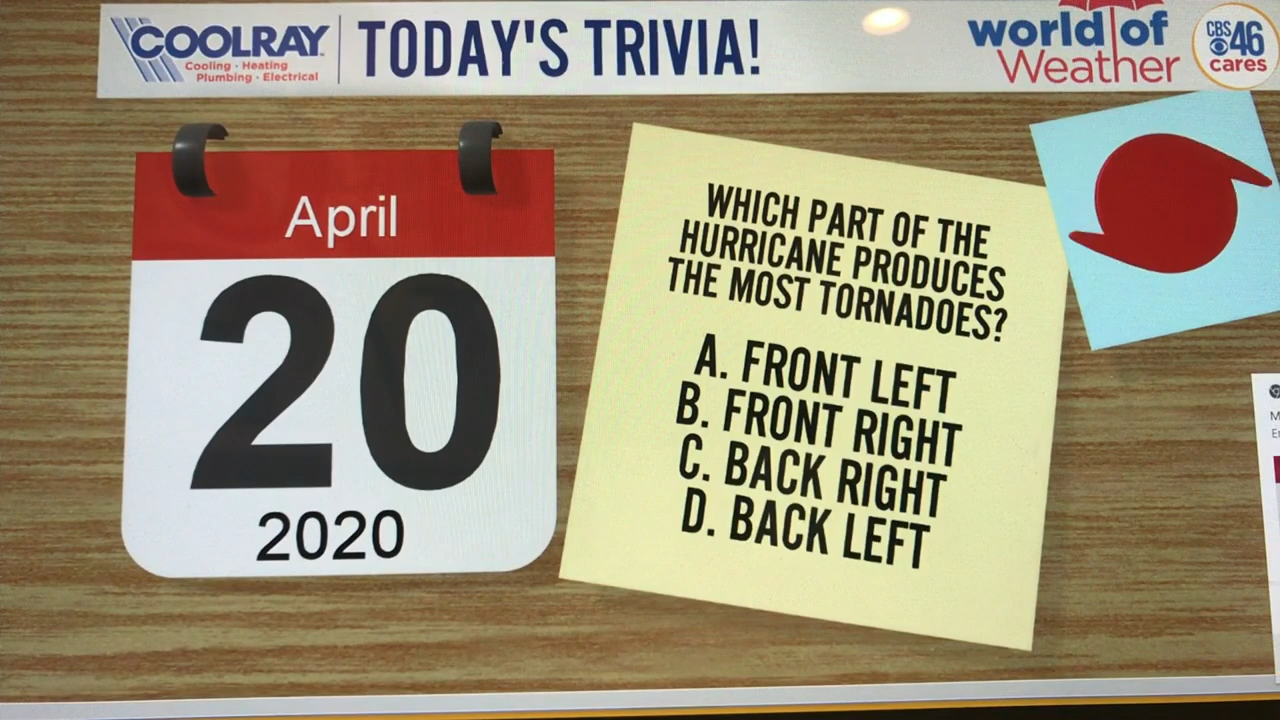 COOLRAY
Cooling · Heating
Plumbing · Electrical
TODAY'S TRIVIA!
world of
Weather
CBS
46
cares
April
20
2020
WHICH PART OF THE
HURRICANE PRODUCES
THE MOST TORNADOES?
A. FRONT LEFT
B. FRONT RIGHT
C. BACK RIGHT
D. BACK LEFT